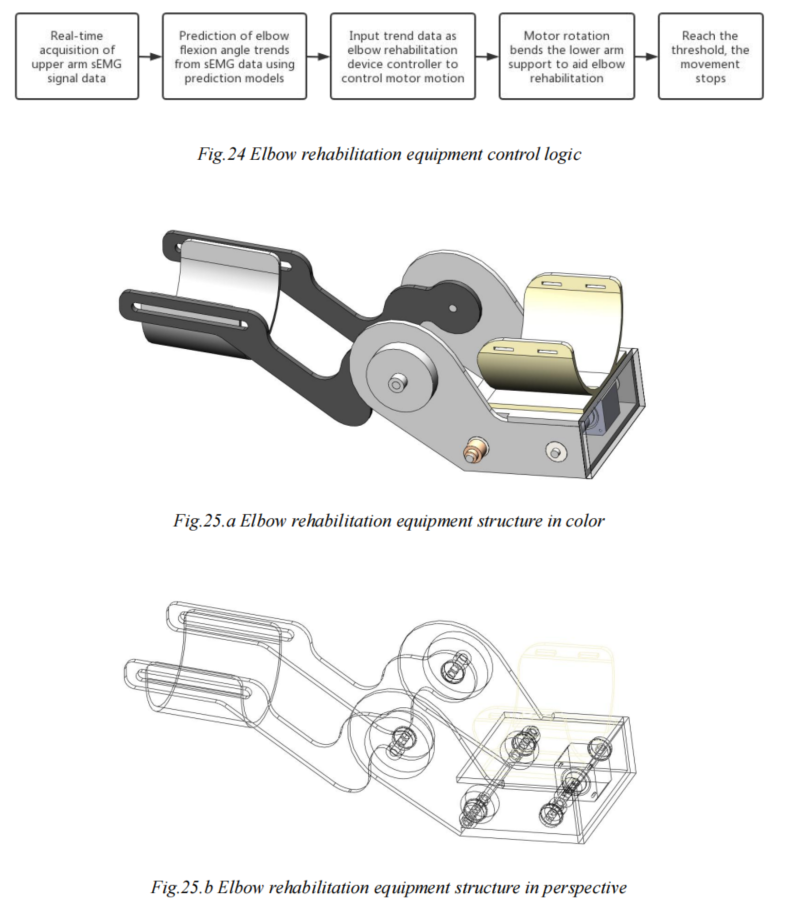 Real-time
acquisition of
upper arm sEMG
signal data
Prediction of elbow
flexion angle trends
from sEMG data using
prediction models
Input trend data as
elbow rehabilitation
device controller to
control motor motion
Motor rotation
bends the lower arm
support to aid elbow
rehabilitation
Reach the
threshold, the
movement
stops
Fig.24 Elbow rehabilitation equipment control logic
Fig.25.a Elbow rehabilitation equipment structure in color
Fig.25.b Elbow rehabilitation equipment structure in perspective